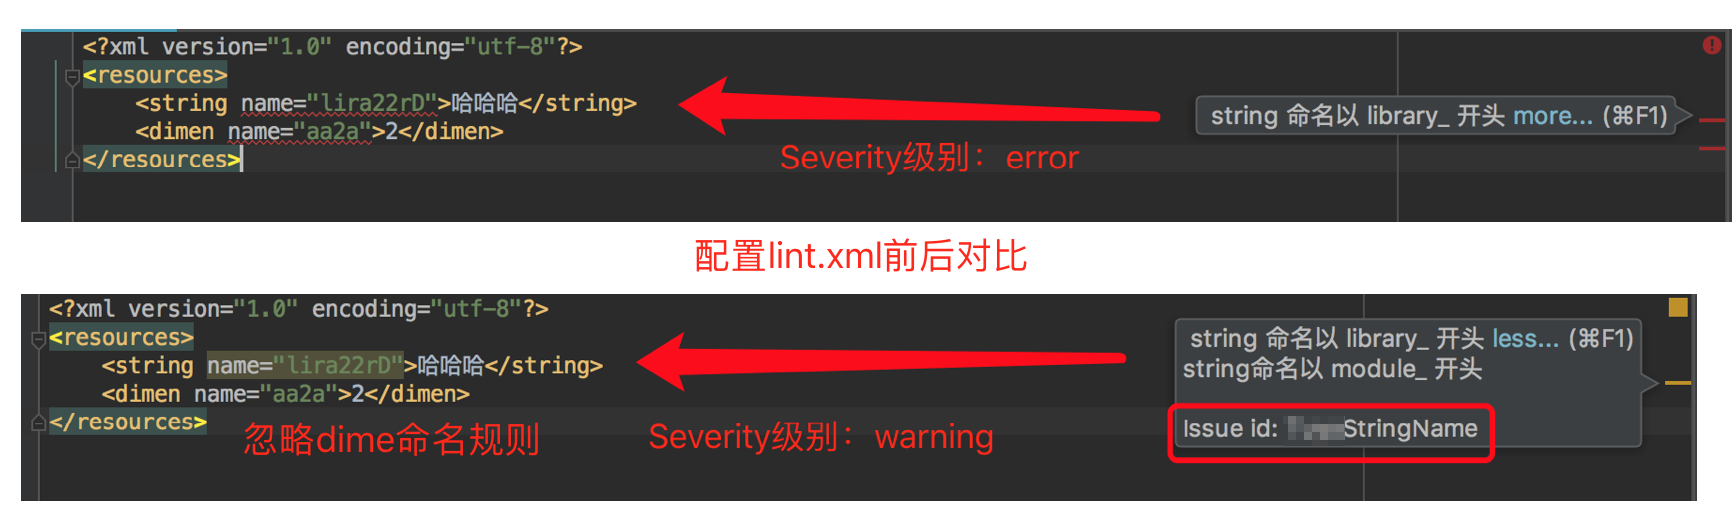 <?xml version="1.0" encoding="utf-8"?>
<resources>
<string name="lira22rD">哈哈哈</string>
string 命名以 library_ 开头 more... (⌘F1)
<dimen name="aa2a">2</dimen>
</resources>
Severity级别：error
配置lint.xml前后对比
<?xml version="1.0" encoding="utf-8"?>
<resources>
string 命名以 library_ 开头 less... (⌘F1)
<string name="lira22rD">哈哈哈</string>
string命名以 module_ 开头
<dimen name="aa2a">2</dimen>
</resources>
忽略dime命名规则
Severity级别：warning
Issue id: StringName